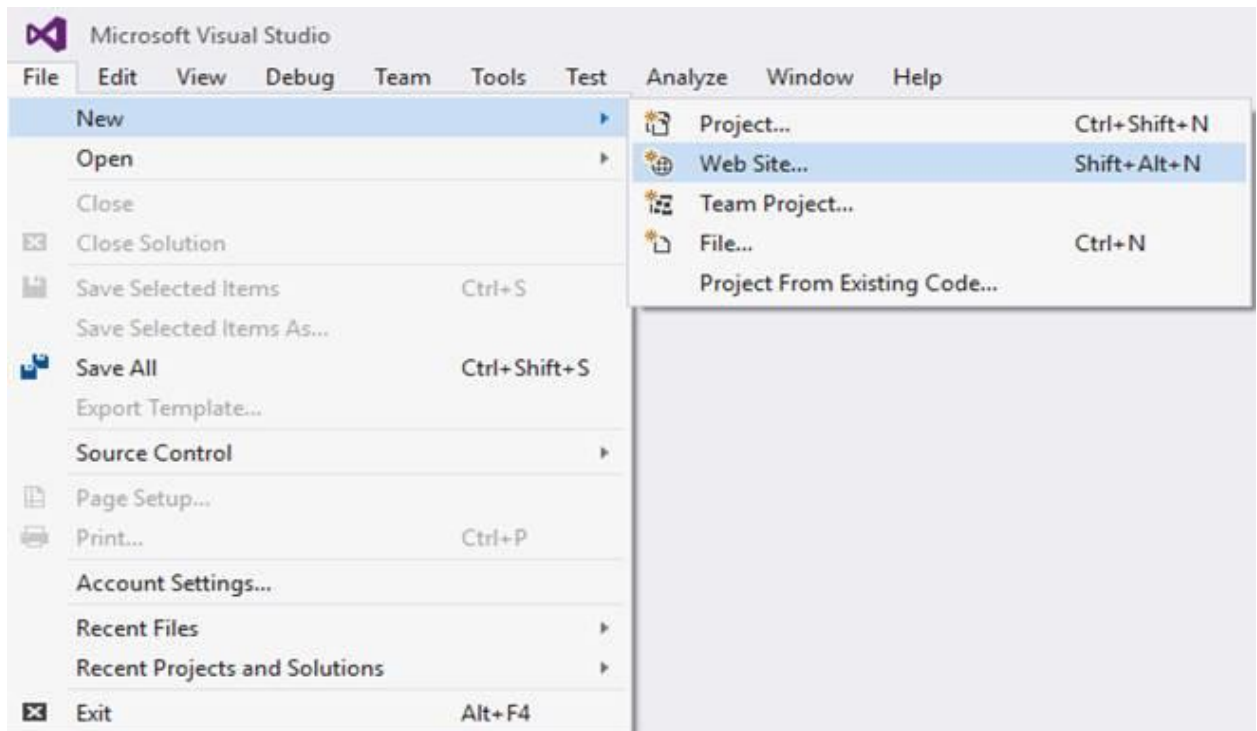 Microsoft Visual Studio
File Edit View Debug Team Tools Test Analyze Window Help
New
Open
Close
Close Solution
Save Selected Items Ctrl+S
Save Selected Items As...
Save All Ctrl+Shift+S
Export Template...
Source Control
Page Setup...
Print... Ctrl+P
Account Settings...
Recent Files
Recent Projects and Solutions
Exit Alt+F4
Project... Ctrl+Shift+N
Web Site... Shift+Alt+N
Team Project...
File... Ctrl+N
Project From Existing Code...